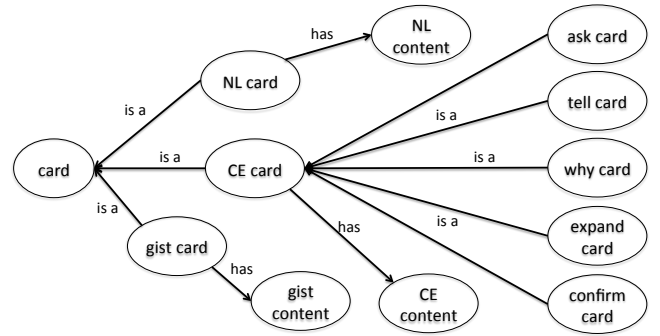 NL
content
has
NL card
is a
card
is a
CE card
is a
gist card
has
gist
content
has
CE
content
ask card
is a
tell card
is a
why card
is a
expand
card
confirm
card